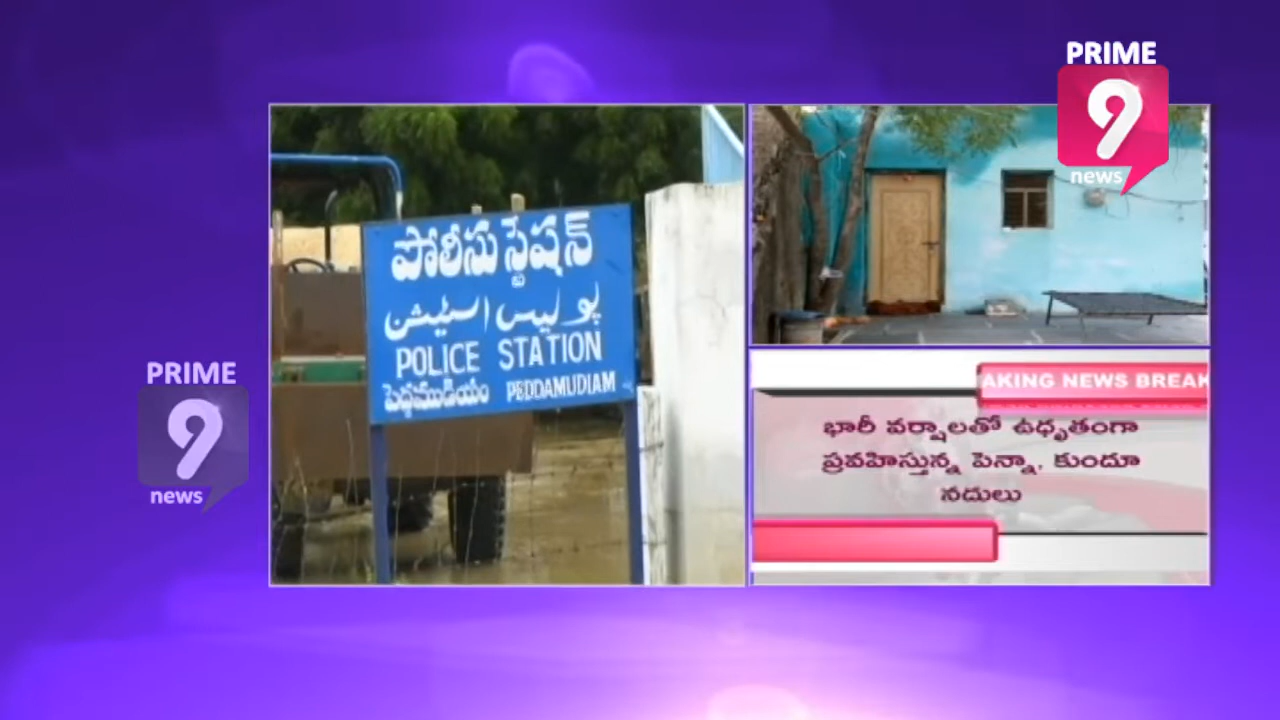 PRIME
9
news
పోలీసు స్టేషన్
پولیس اسٹیشن
POLICE STATION
పెద్దముడియం PEDDAMUDIAM
PRIME
9
news
AKING NEWS BREAK
భారీ వర్షాలతో ఉధృతంగా
ప్రవహిస్తున్న పెన్నా, కుందూ
నదులు